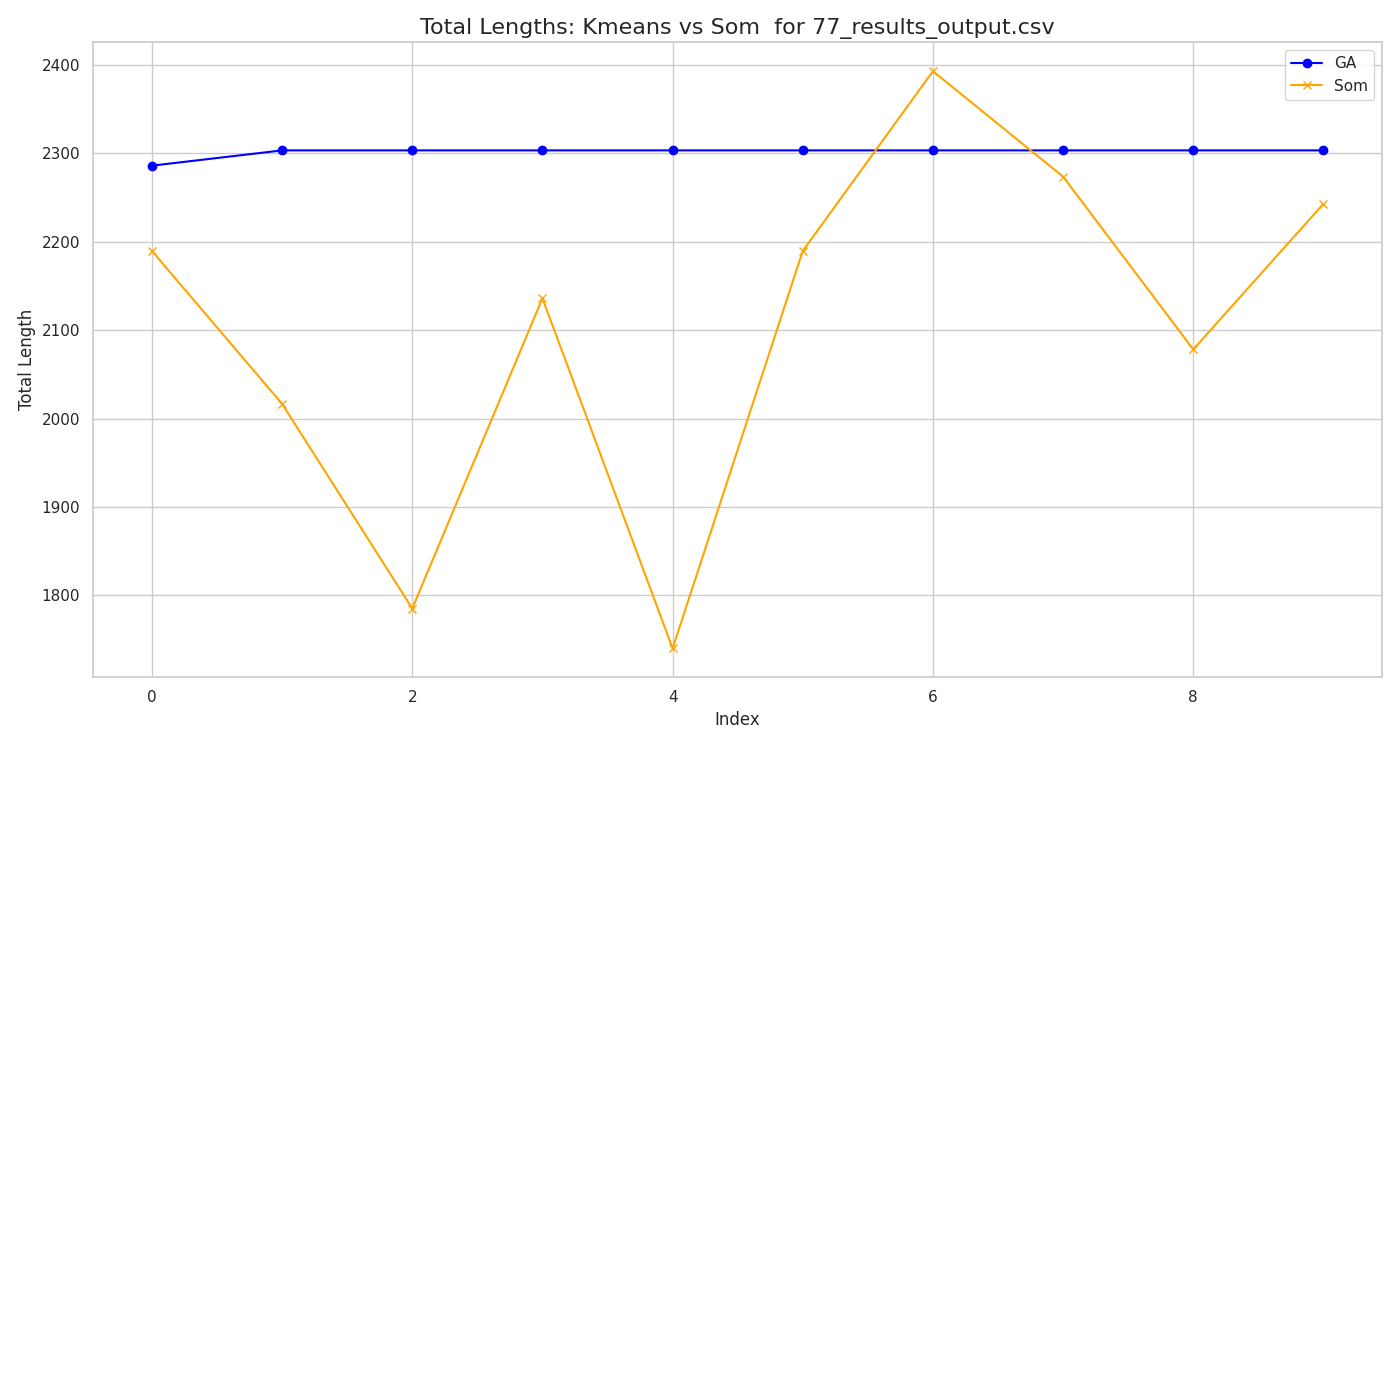 Total Lengths: Kmeans vs Som  for 77_results_output.csv
GA
Som
Total Length
2400
2300
2200
2100
2000
1900
1800
0 2 4 6 8
Index